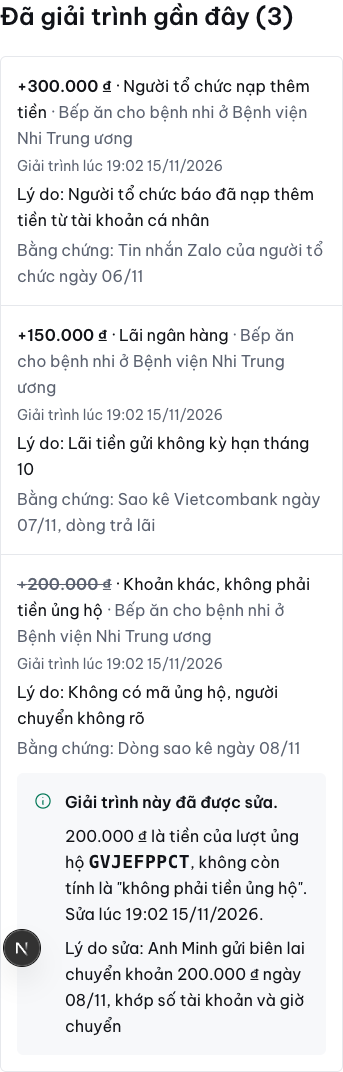 Đã giải trình gần đây (3)
+300.000 ₫ · Người tổ chức nạp thêm
tiền · Bếp ăn cho bệnh nhi ở Bệnh viện
Nhi Trung ương
Giải trình lúc 19:02 15/11/2026
Lý do: Người tổ chức báo đã nạp thêm
tiền từ tài khoản cá nhân
Bằng chứng: Tin nhắn Zalo của người tổ
chức ngày 06/11
+150.000 ₫ · Lãi ngân hàng · Bếp ăn
cho bệnh nhi ở Bệnh viện Nhi Trung
ương
Giải trình lúc 19:02 15/11/2026
Lý do: Lãi tiền gửi không kỳ hạn tháng
10
Bằng chứng: Sao kê Vietcombank ngày
07/11, dòng trả lãi
+200.000 ₫ · Khoản khác, không phải
tiền ủng hộ · Bếp ăn cho bệnh nhi ở
Bệnh viện Nhi Trung ương
Giải trình lúc 19:02 15/11/2026
Lý do: Không có mã ủng hộ, người
chuyển không rõ
Bằng chứng: Dòng sao kê ngày 08/11
Giải trình này đã được sửa.
200.000 ₫ là tiền của lượt ủng
hộ GVJEFPPCT, không còn
tính là "không phải tiền ủng hộ".
Sửa lúc 19:02 15/11/2026.
Lý do sửa: Anh Minh gửi biên lai
chuyển khoản 200.000 ₫ ngày
08/11, khớp số tài khoản và giờ
chuyển
N